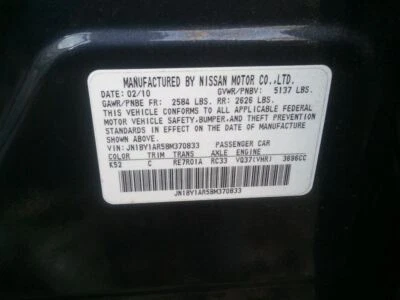 MANUFACTURED BY NISSAN MOTOR CO.,LTD.
DATE: 02/10 GVWR/PNBV: 5137 LBS.
GAWR/PNBE FR: 2584 LBS. RR: 2626 LBS.
THIS VEHICLE CONFORMS TO ALL APPLICABLE FEDERAL
MOTOR VEHICLE SAFETY, BUMPER, AND THEFT PREVENTION
STANDARDS IN EFFECT ON THE DATE OF MANUFACTURE
SHOWN ABOVE.
VIN: JN1BY1AR5BM370833 PASSENGER CAR
COLOR TRIM TRANS AXLE ENGINE
K52 C RE7R01A RC33 VQ37(VHR) 3696CC
JN1BY1AR5BM370833